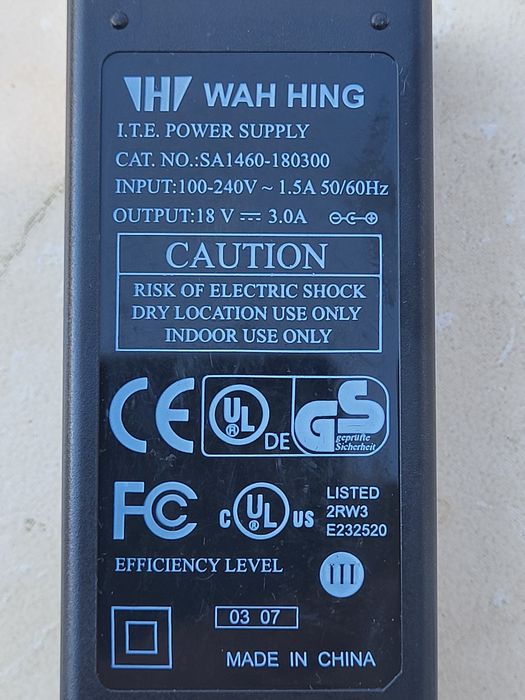 WAH HING
I.T.E. POWER SUPPLY
CAT. NO.:SA1460-180300
INPUT:100-240V ~ 1.5A 50/60Hz
OUTPUT:18 V ⎓ 3.0A
CAUTION
RISK OF ELECTRIC SHOCK
DRY LOCATION USE ONLY
INDOOR USE ONLY
CE UL ® DE GS geprüfte Sicherheit
FC c UL ® US
LISTED
2RW3
E232520
EFFICIENCY LEVEL III
03 07
MADE IN CHINA